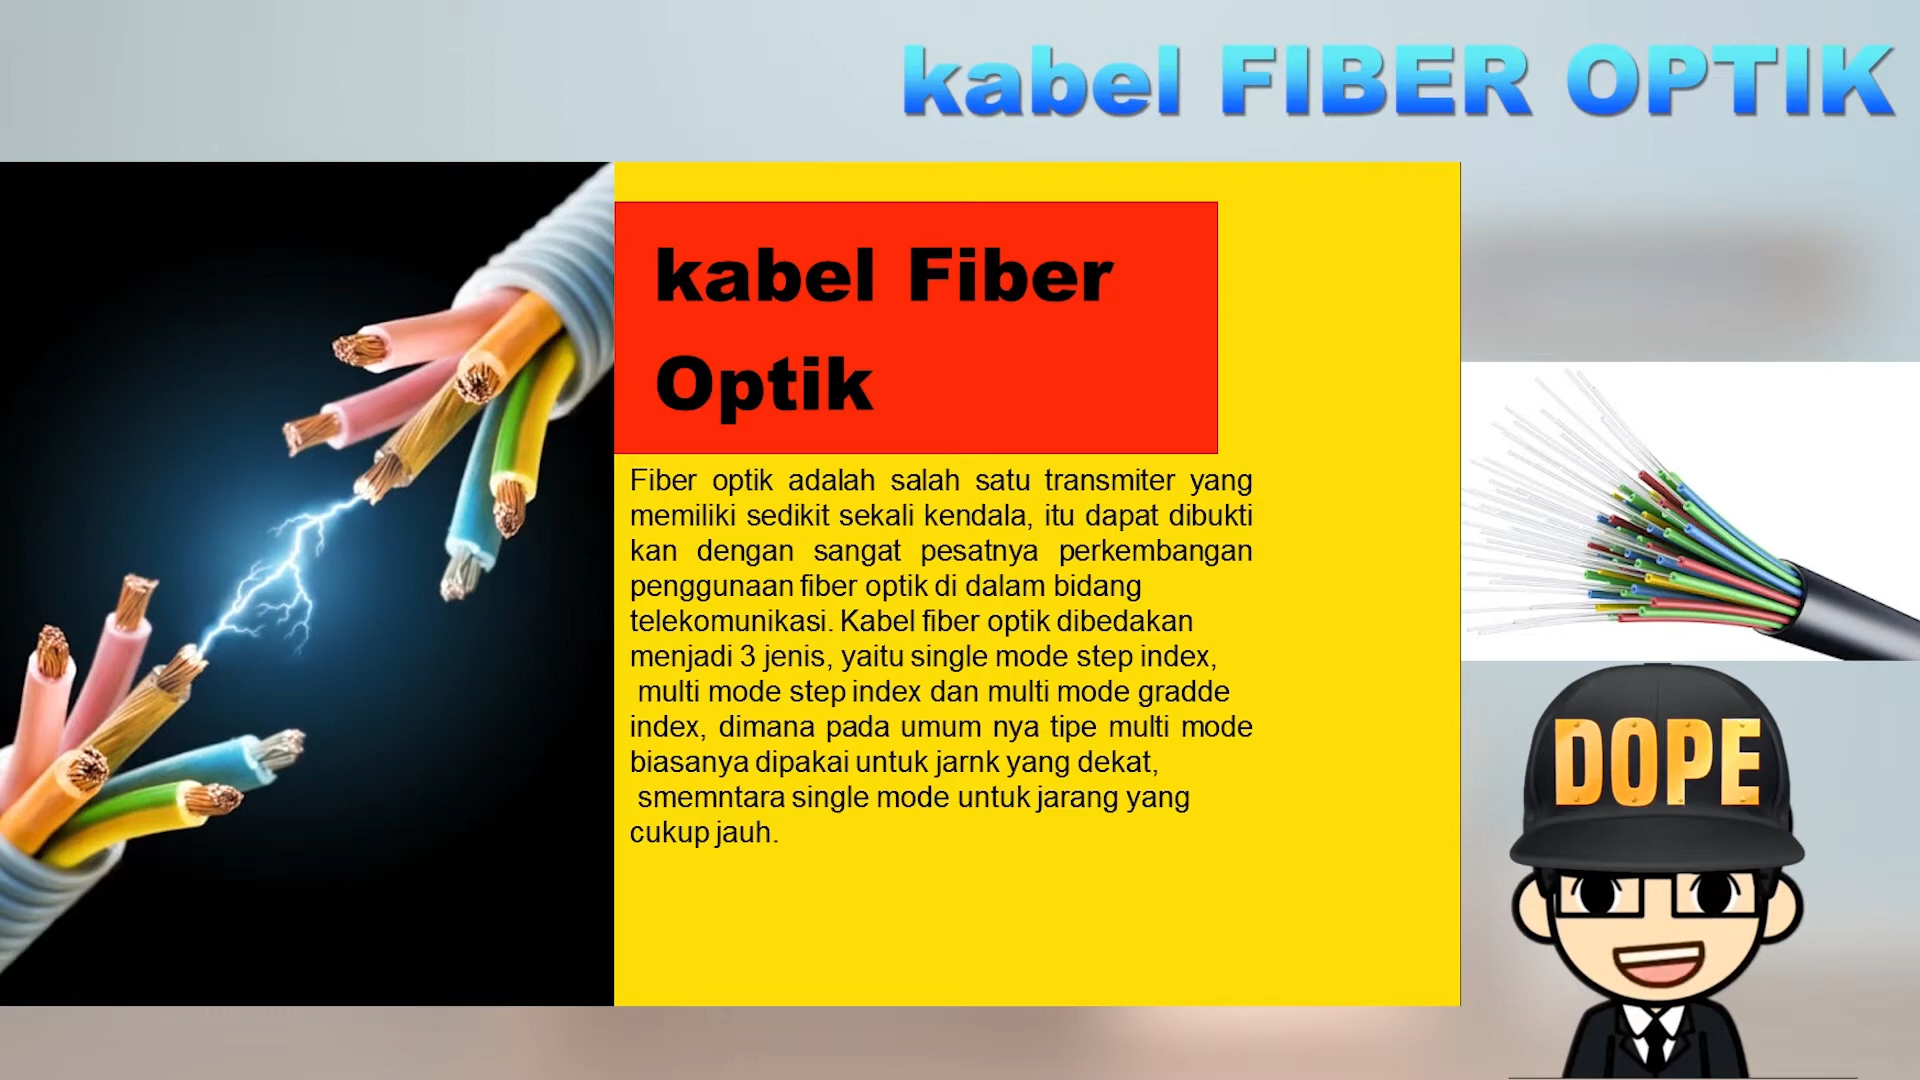 kabel FIBER OPTIK
kabel Fiber
Optik
Fiber optik adalah salah satu transmiter yang
memiliki sedikit sekali kendala, itu dapat dibukti
kan dengan sangat pesatnya perkembangan
penggunaan fiber optik di dalam bidang
telekomunikasi. Kabel fiber optik dibedakan
menjadi 3 jenis, yaitu single mode step index,
multi mode step index dan multi mode gradde
index, dimana pada umum nya tipe multi mode
biasanya dipakai untuk jarnk yang dekat,
smemntara single mode untuk jarang yang
cukup jauh.
DOPE